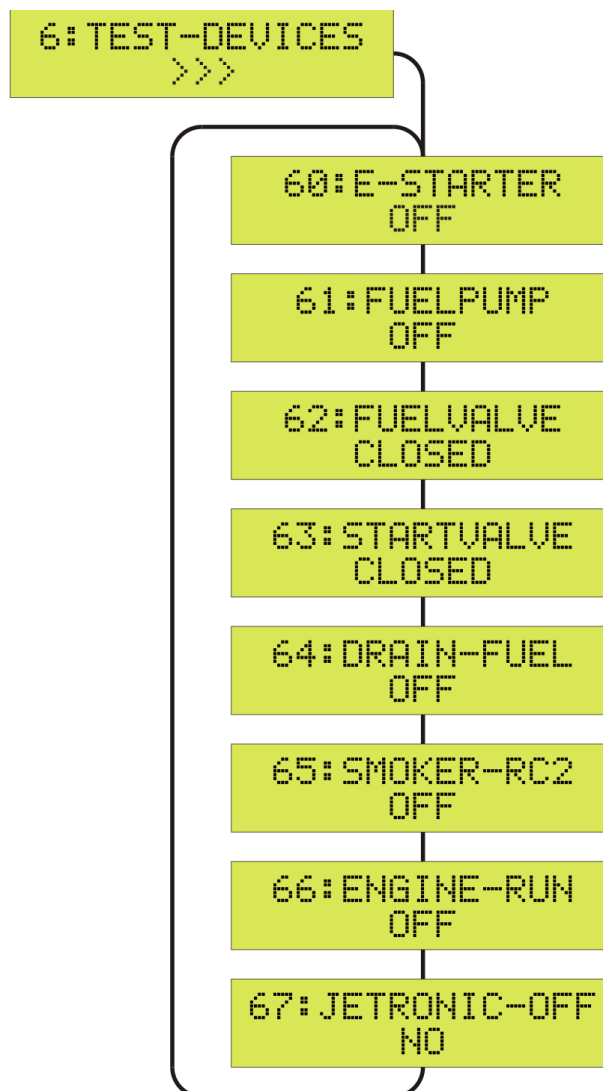 6:TEST-DEVICES
>>>
60:E-STARTER
OFF
61:FUELPUMP
OFF
62:FUELVALVE
CLOSED
63:STARTVALVE
CLOSED
64:DRAIN-FUEL
OFF
65:SMOKER-RC2
OFF
66:ENGINE-RUN
OFF
67:JETRONIC-OFF
NO